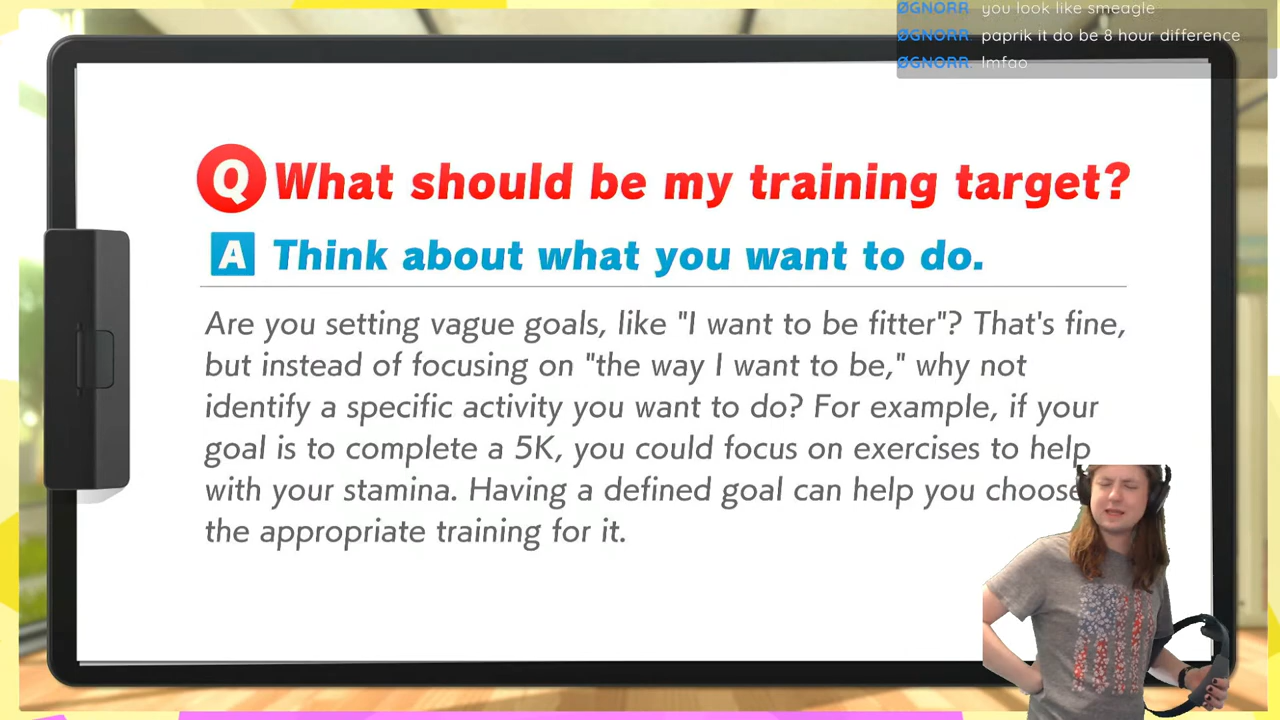 ØGNORR you look like smeagle
ØGNORR paprik it do be 8 hour difference
ØGNORR lmfao
Q What should be my training target?
A Think about what you want to do.
Are you setting vague goals, like "I want to be fitter"? That's fine,
but instead of focusing on "the way I want to be," why not
identify a specific activity you want to do? For example, if your
goal is to complete a 5K, you could focus on exercises to help
with your stamina. Having a defined goal can help you choose
the appropriate training for it.